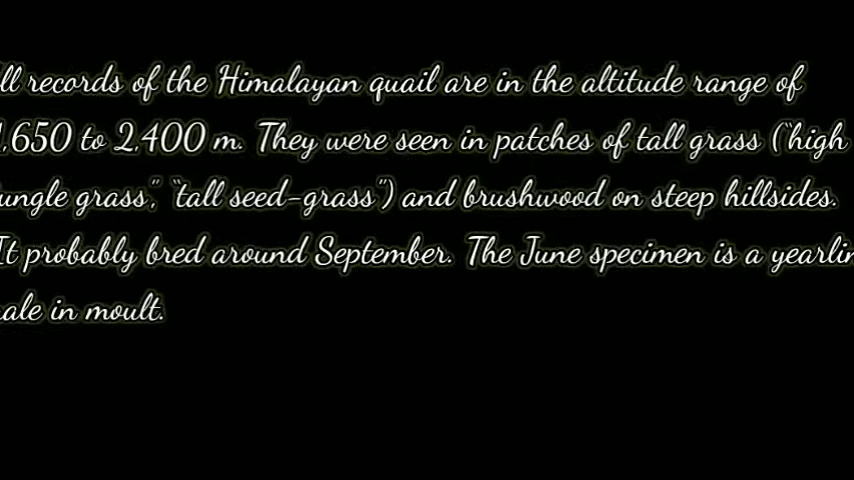 ll records of the Himalayan quail are in the altitude range of
1,650 to 2,400 m. They were seen in patches of tall grass ("high
ungle grass," "tall seed-grass") and brushwood on steep hillsides.
It probably bred around September. The June specimen is a yearlin
ale in moult.